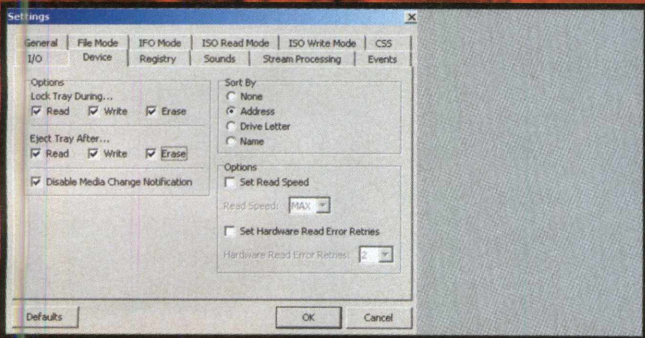 Settings
General File Mode IFO Mode ISO Read Mode ISO Write Mode CSS
I/O Device Registry Sounds Stream Processing Events
Options
Lock Tray During...
Read Write Erase
Eject Tray After...
Read Write Erase
Disable Media Change Notification
Sort By
None
Address
Drive Letter
Name
Options
Set Read Speed
Read Speed: MAX
Set Hardware Read Error Retries
Hardware Read Error Retries: 2
Defaults OK Cancel